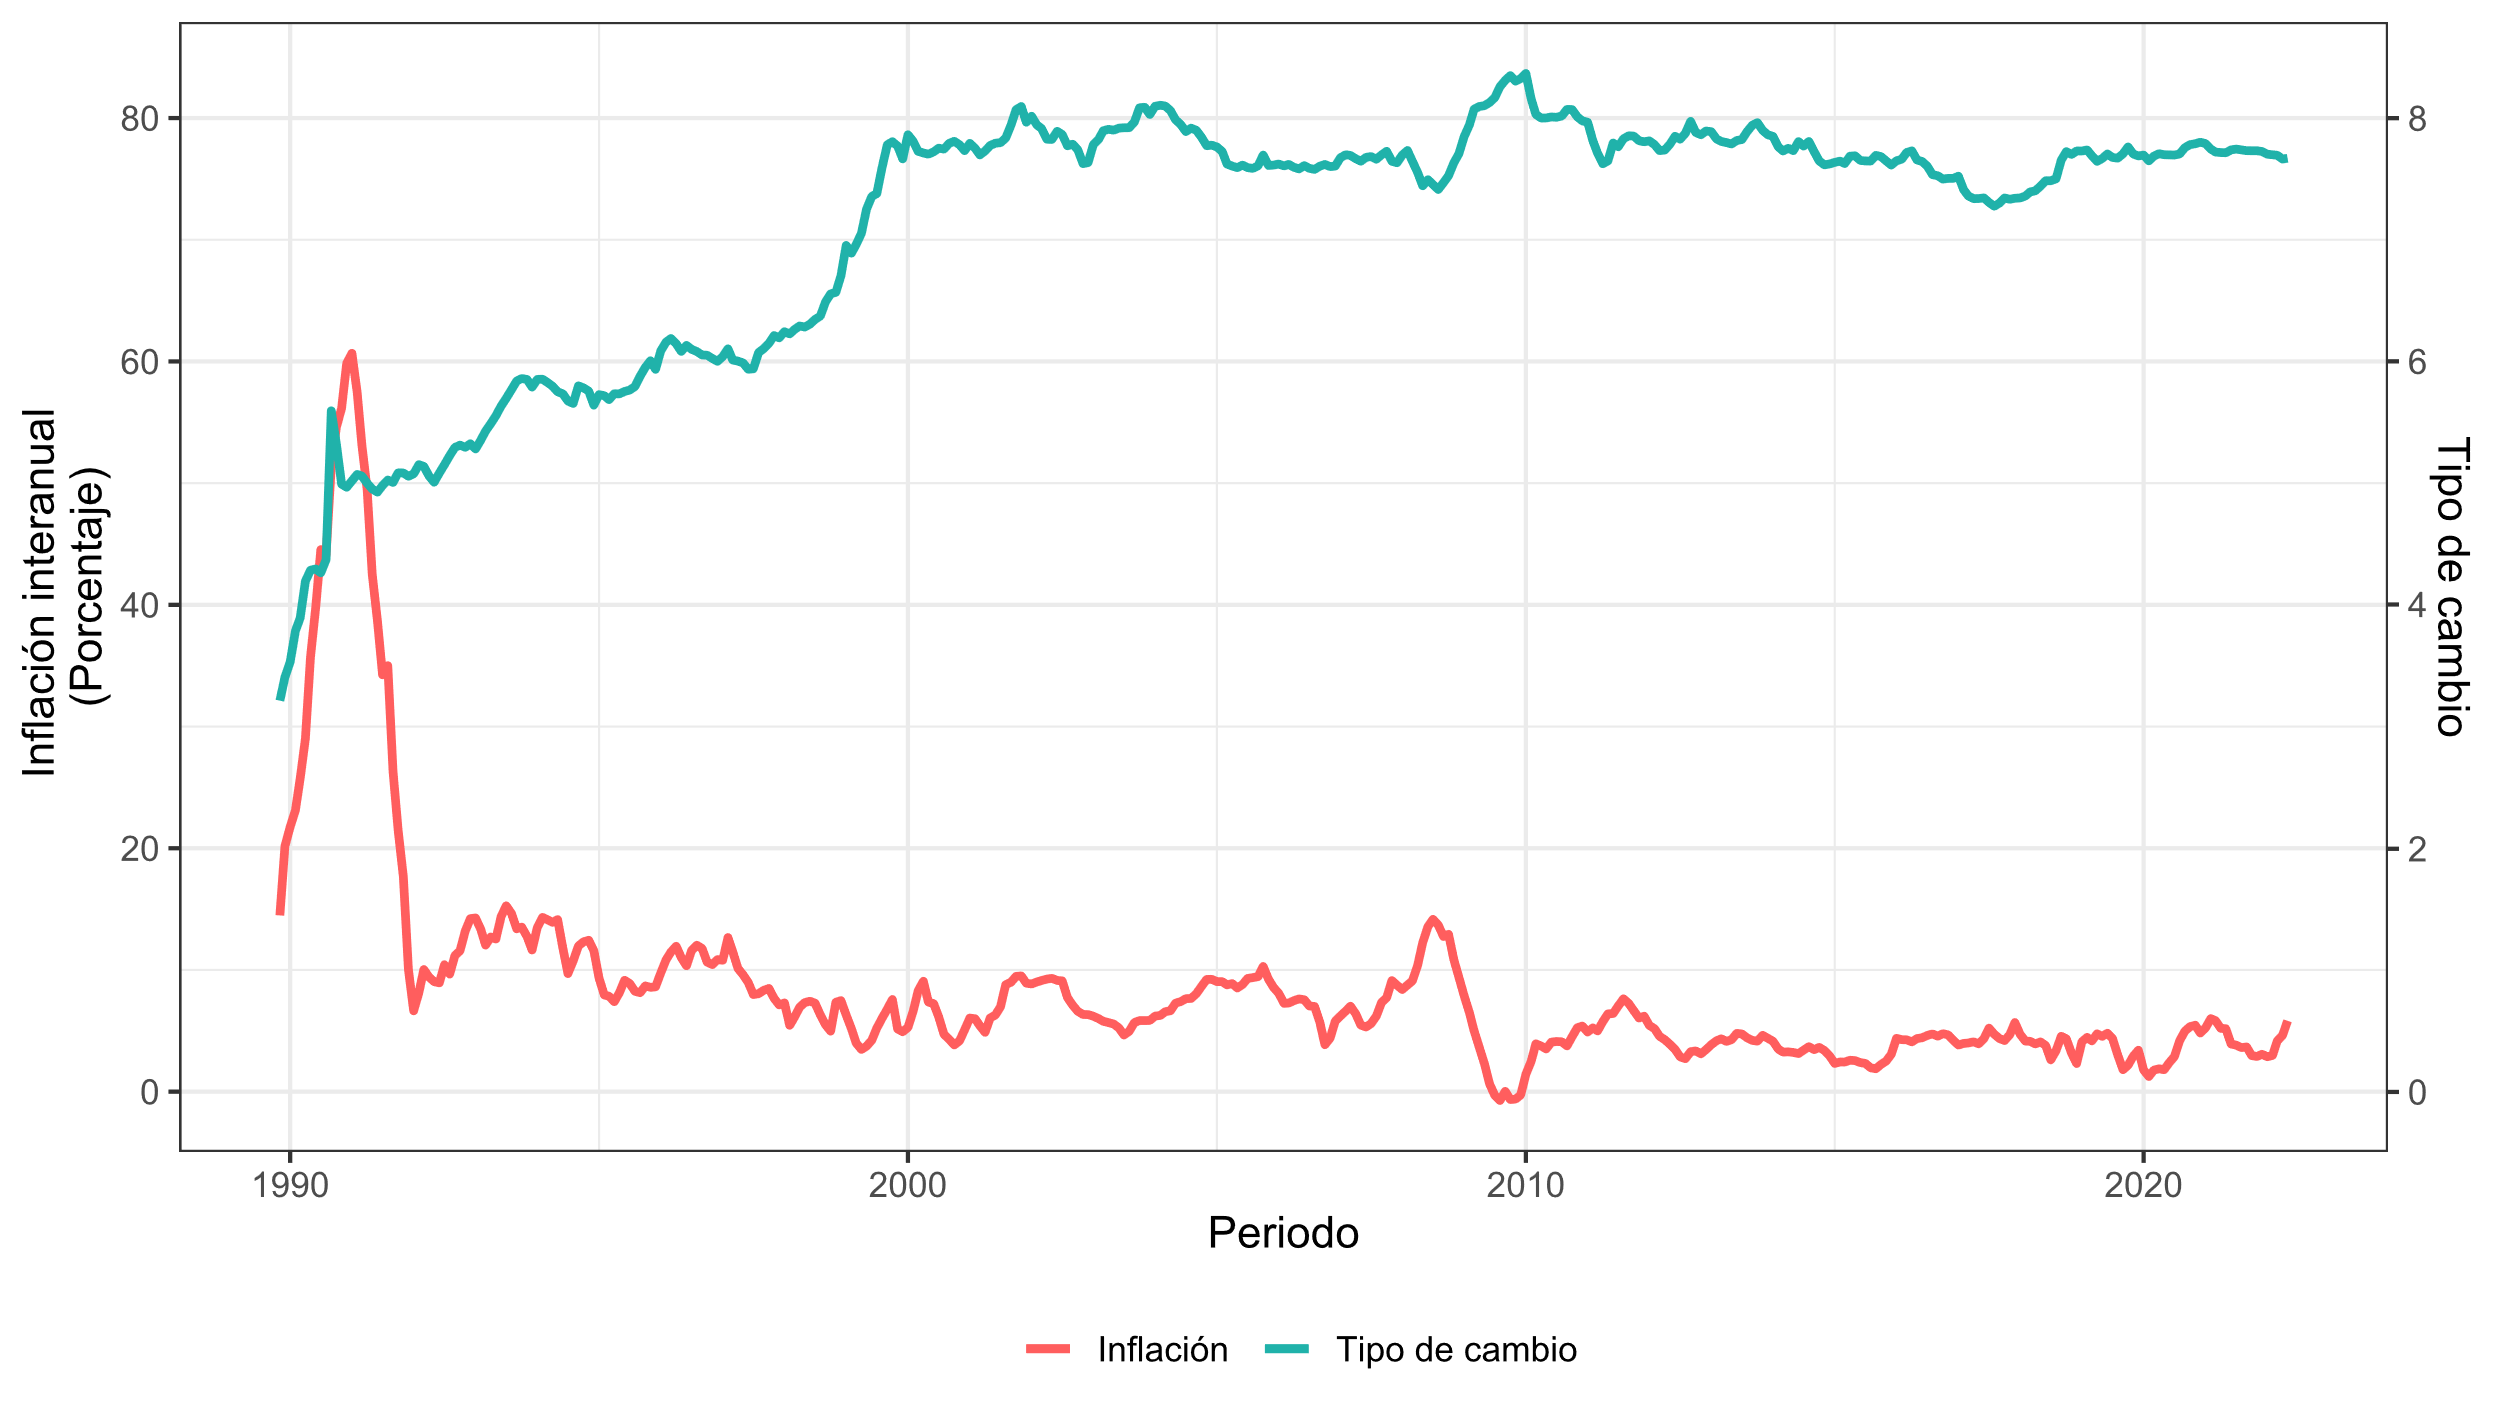 Inflación interanual
(Porcentaje)
80
60
40
20
0
8
6
4
2
0
Tipo de cambio
1990 2000 2010 2020
Periodo
Inflación Tipo de cambio